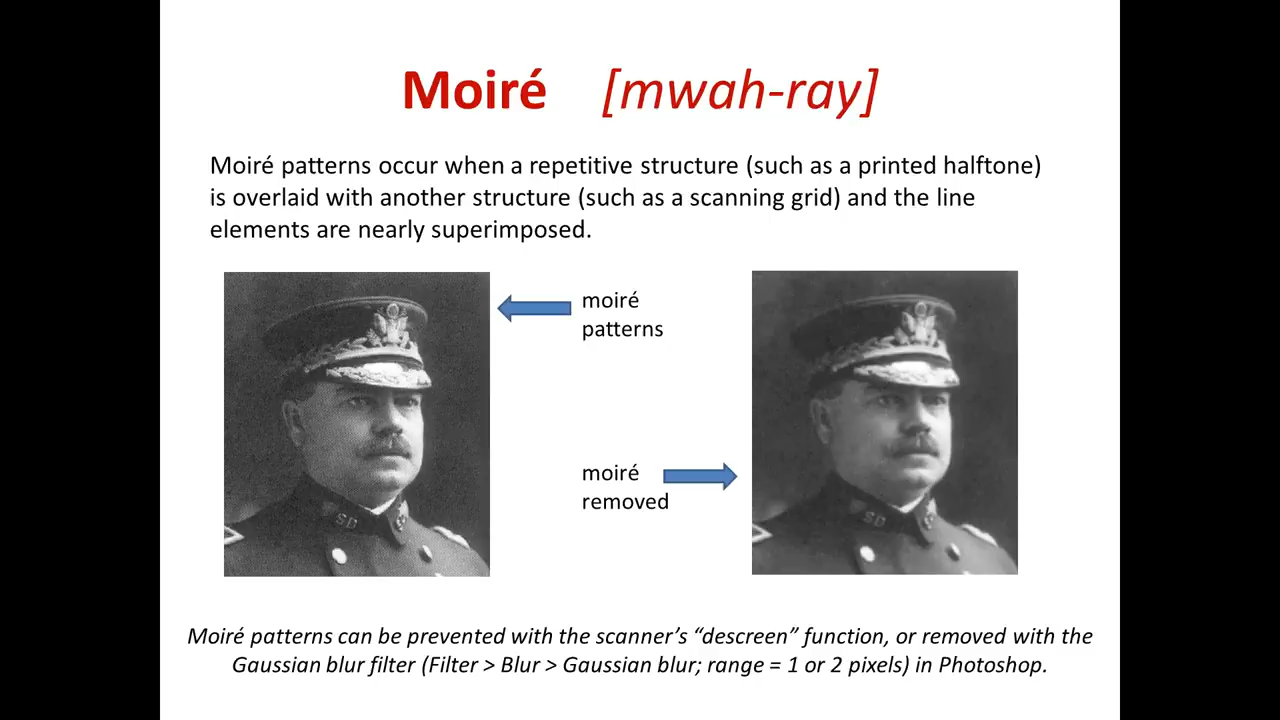 Moiré [mwah-ray]
Moiré patterns occur when a repetitive structure (such as a printed halftone)
is overlaid with another structure (such as a scanning grid) and the line
elements are nearly superimposed.
moiré
patterns
moiré
removed
SD
SD
Moiré patterns can be prevented with the scanner’s “descreen” function, or removed with the
Gaussian blur filter (Filter > Blur > Gaussian blur; range = 1 or 2 pixels) in Photoshop.